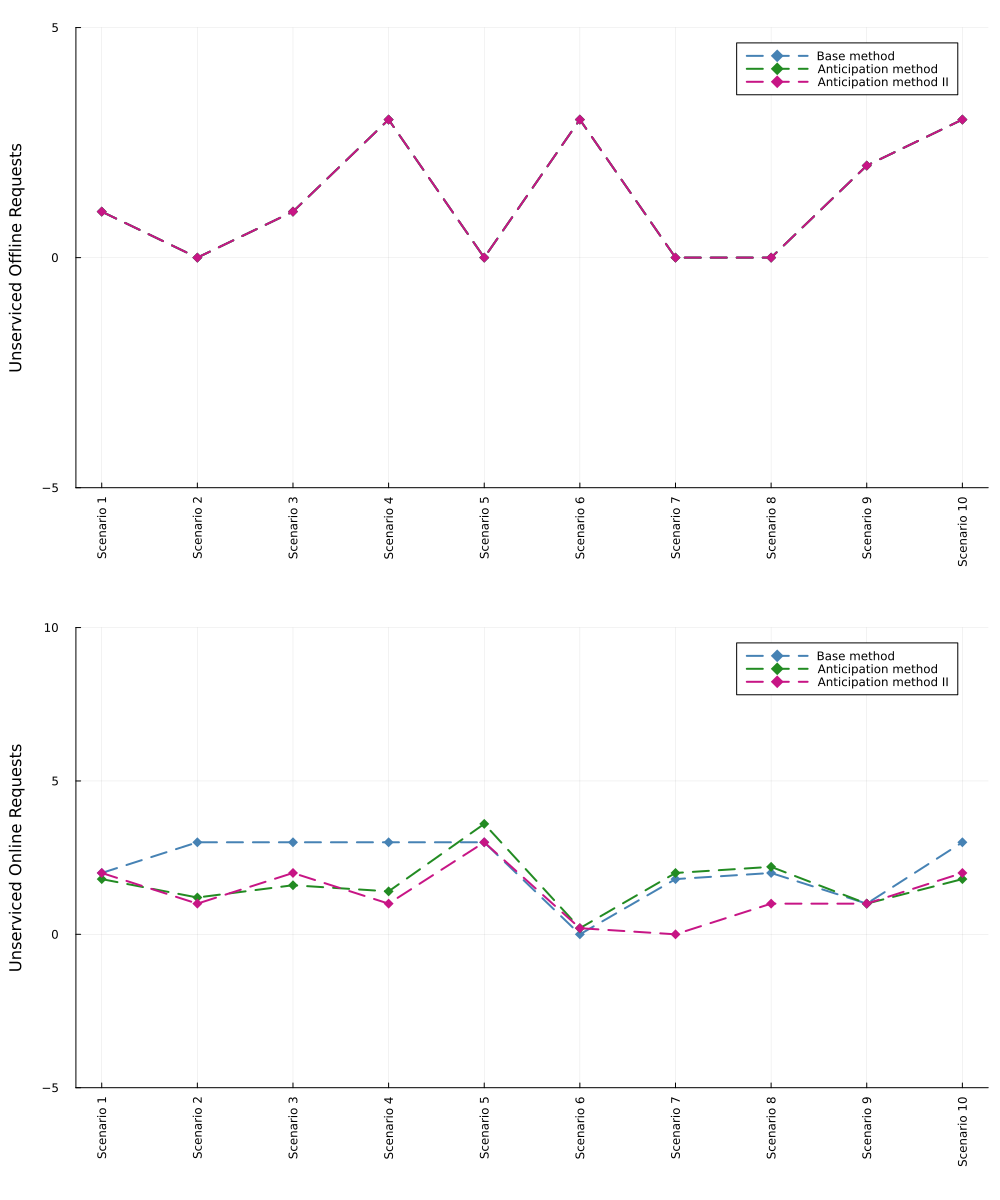 5
Base method
Anticipation method
Anticipation method II
Unserviced Offline Requests
0
−5
Scenario 1
Scenario 2
Scenario 3
Scenario 4
Scenario 5
Scenario 6
Scenario 7
Scenario 8
Scenario 9
Scenario 10
10
Base method
Anticipation method
Anticipation method II
Unserviced Online Requests
5
0
−5
Scenario 1
Scenario 2
Scenario 3
Scenario 4
Scenario 5
Scenario 6
Scenario 7
Scenario 8
Scenario 9
Scenario 10